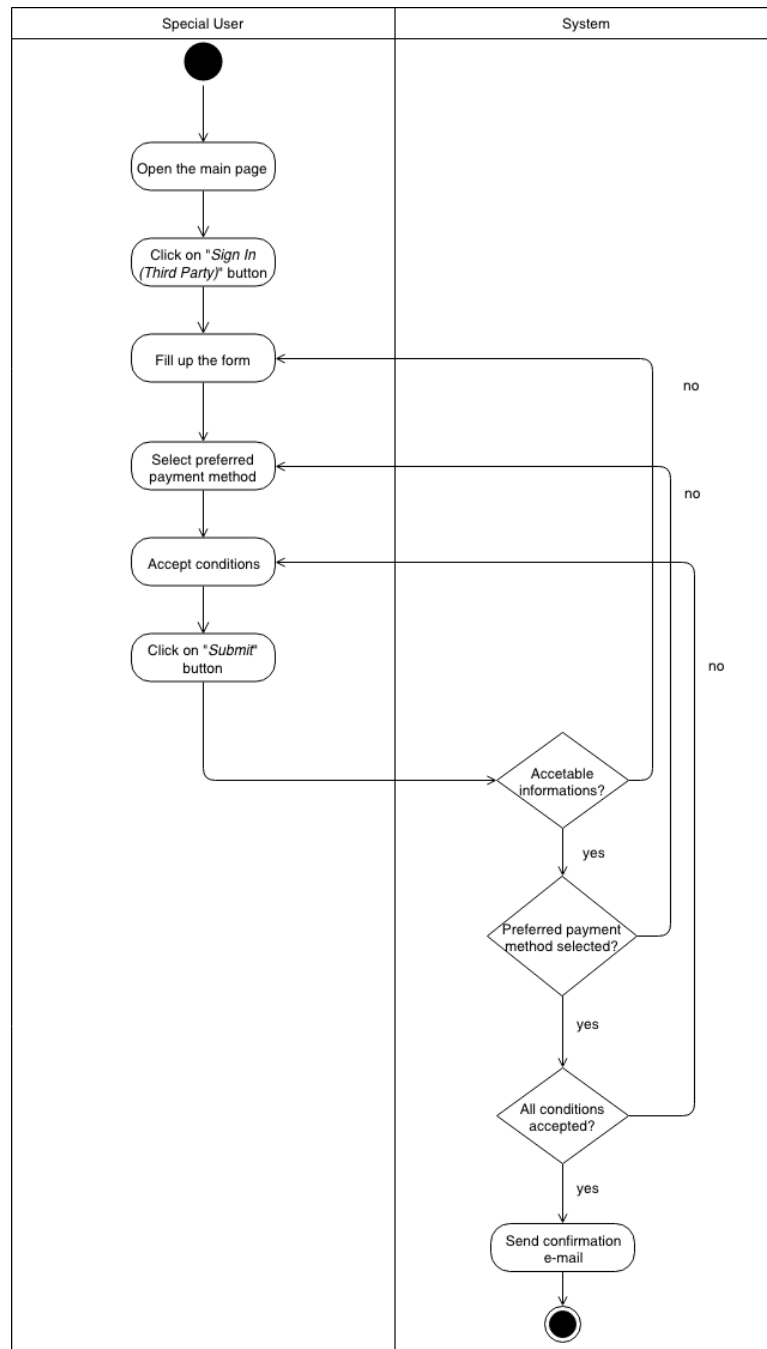 Special User
System
Open the main page
Click on "Sign In
(Third Party)" button
Fill up the form
no
Select preferred
payment method
no
Accept conditions
Click on "Submit"
button
no
Accetable
informations?
yes
Preferred payment
method selected?
yes
All conditions
accepted?
yes
Send confirmation
e-mail